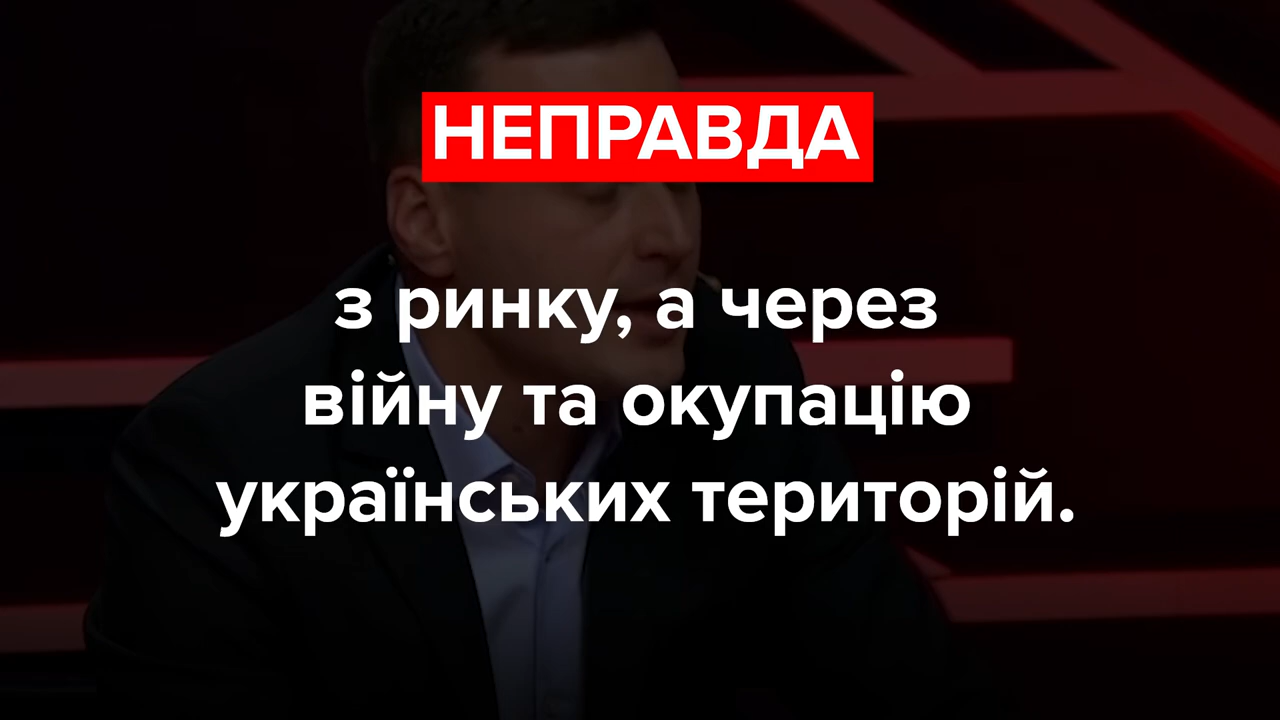 НЕПРАВДА
з ринку, а через
війну та окупацію
українських територій.